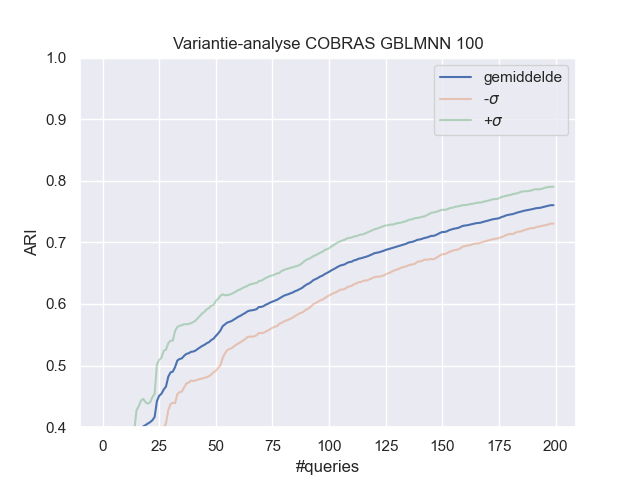 Variantie-analyse COBRAS GBLMNN 100
gemiddelde
-σ
+σ
ARI
1.0
0.9
0.8
0.7
0.6
0.5
0.4
0 25 50 75 100 125 150 175 200
#queries